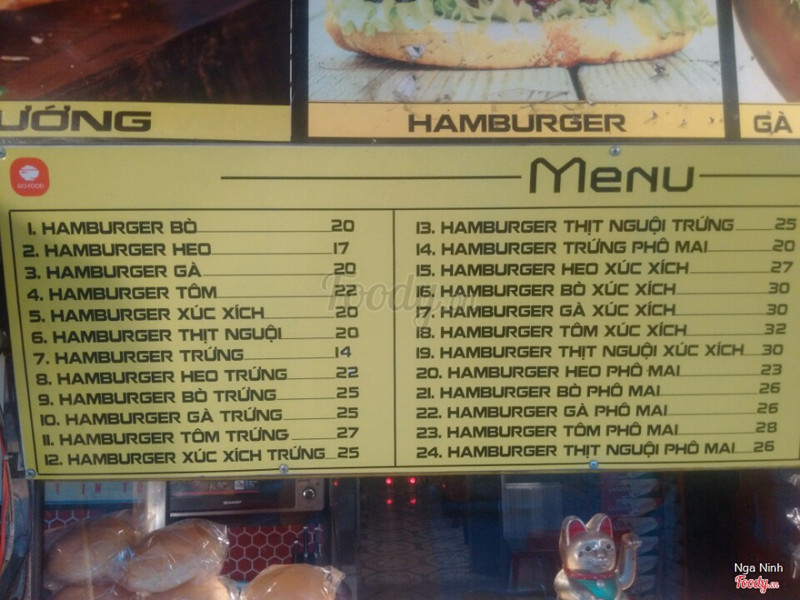 ƯỚNG
HAMBURGER
GÀ
GOFOOD
MENU
1. HAMBURGER BÒ 20
2. HAMBURGER HEO 17
3. HAMBURGER GÀ 20
4. HAMBURGER TÔM 22
5. HAMBURGER XÚC XÍCH 20
6. HAMBURGER THỊT NGUỘI 20
7. HAMBURGER TRỨNG 14
8. HAMBURGER HEO TRỨNG 22
9. HAMBURGER BÒ TRỨNG 25
10. HAMBURGER GÀ TRỨNG 25
11. HAMBURGER TÔM TRỨNG 27
12. HAMBURGER XÚC XÍCH TRỨNG 25
13. HAMBURGER THỊT NGUỘI TRỨNG 25
14. HAMBURGER TRỨNG PHÔ MAI 20
15. HAMBURGER HEO XÚC XÍCH 27
16. HAMBURGER BÒ XÚC XÍCH 30
17. HAMBURGER GÀ XÚC XÍCH 30
18. HAMBURGER TÔM XÚC XÍCH 32
19. HAMBURGER THỊT NGUỘI XÚC XÍCH 30
20. HAMBURGER HEO PHÔ MAI 23
21. HAMBURGER BÒ PHÔ MAI 26
22. HAMBURGER GÀ PHÔ MAI 26
23. HAMBURGER TÔM PHÔ MAI 28
24. HAMBURGER THỊT NGUỘI PHÔ MAI 26
Foody.vn
SHARP
Nga Ninh
Foody.vn